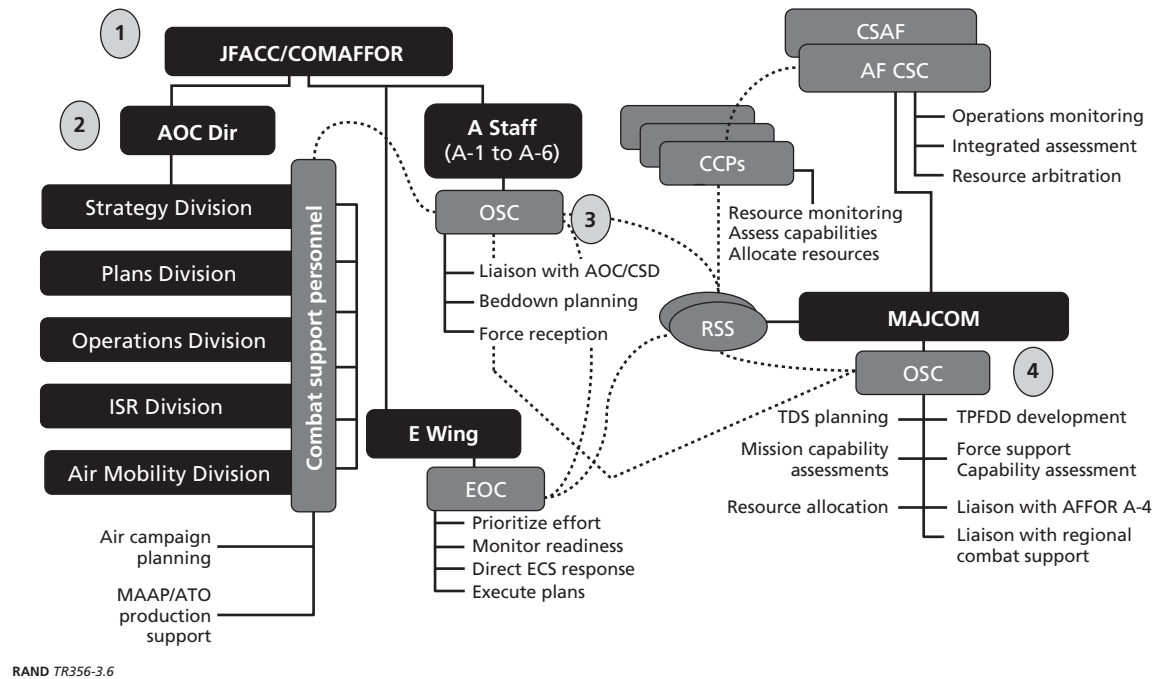 1
JFACC/COMAFFOR
2
AOC Dir
A Staff
(A-1 to A-6)
CSAF
AF CSC
Operations monitoring
Integrated assessment
Resource arbitration
CCPs
Resource monitoring
Assess capabilities
Allocate resources
Strategy Division
Plans Division
Operations Division
ISR Division
Air Mobility Division
Combat support personnel
Air campaign
planning
MAAP/ATO
production
support
OSC
3
Liaison with AOC/CSD
Beddown planning
Force reception
E Wing
EOC
Prioritize effort
Monitor readiness
Direct ECS response
Execute plans
RSS
MAJCOM
OSC
4
TDS planning
TPFDD development
Mission capability
assessments
Force support
Capability assessment
Resource allocation
Liaison with AFFOR A-4
Liaison with regional
combat support
RAND TR356-3.6